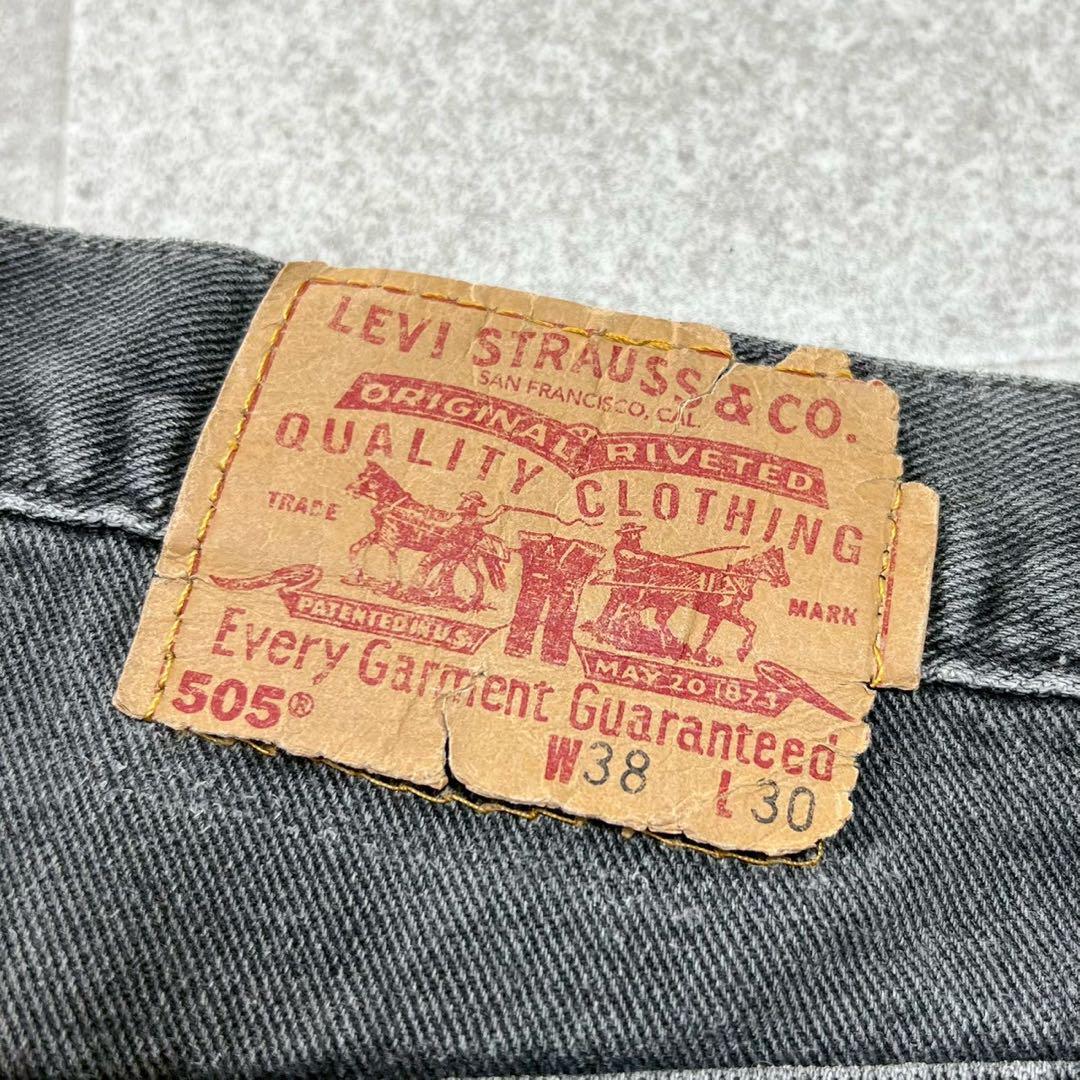 LEVI STRAUSS & CO.
SAN FRANCISCO, CAL.
ORIGINAL RIVETED
QUALITY CLOTHING
TRADE MARK
PATENTED IN U.S.
MAY 20 1873
Every Garment Guaranteed
505®
W38 L30